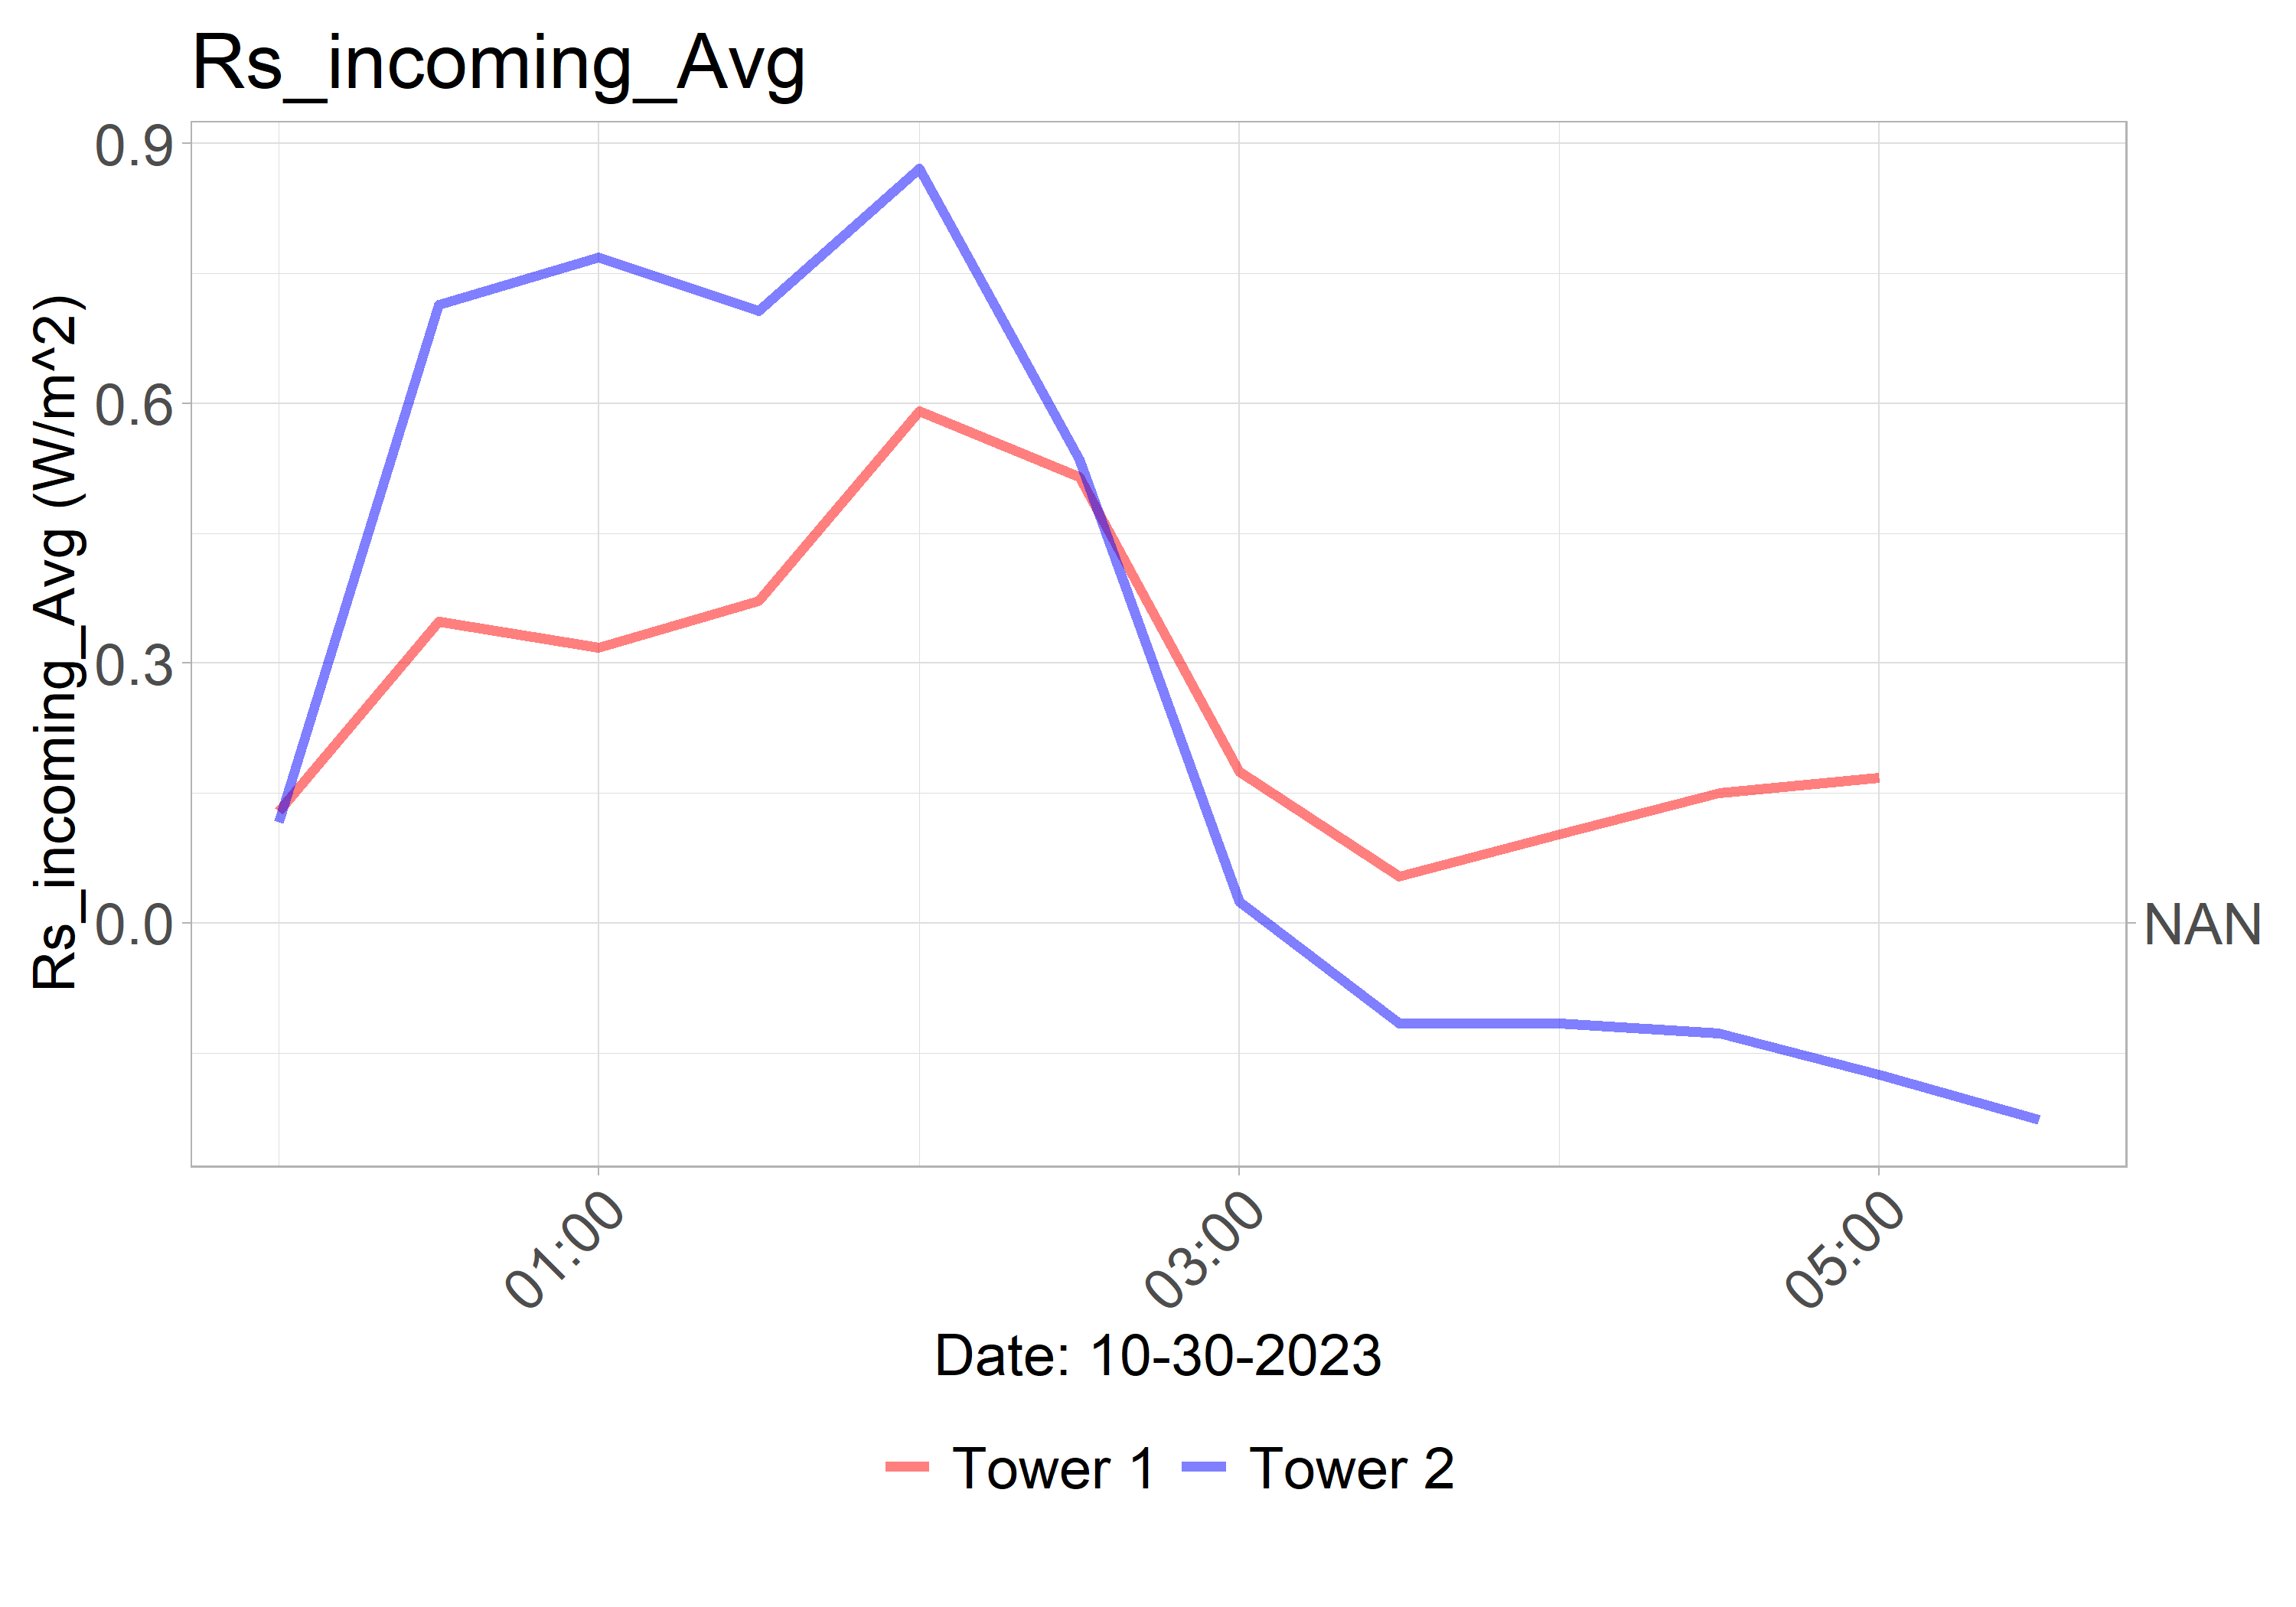 Rs_incoming_Avg
Rs_incoming_Avg (W/m^2)
0.9
0.6
0.3
0.0
NAN
01:00
03:00
05:00
Date: 10-30-2023
Tower 1
Tower 2